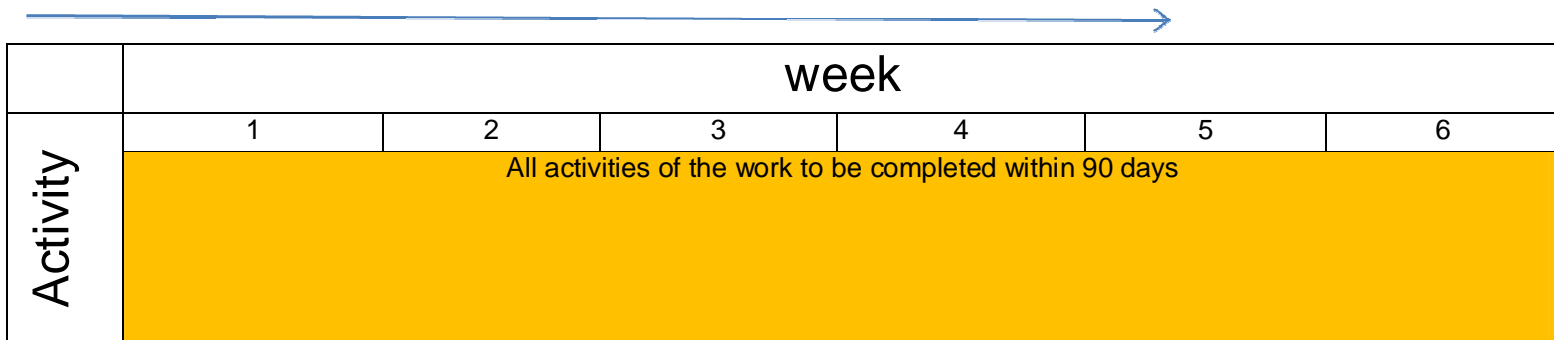 week
1 2 3 4 5 6
Activity
All activities of the work to be completed within 90 days